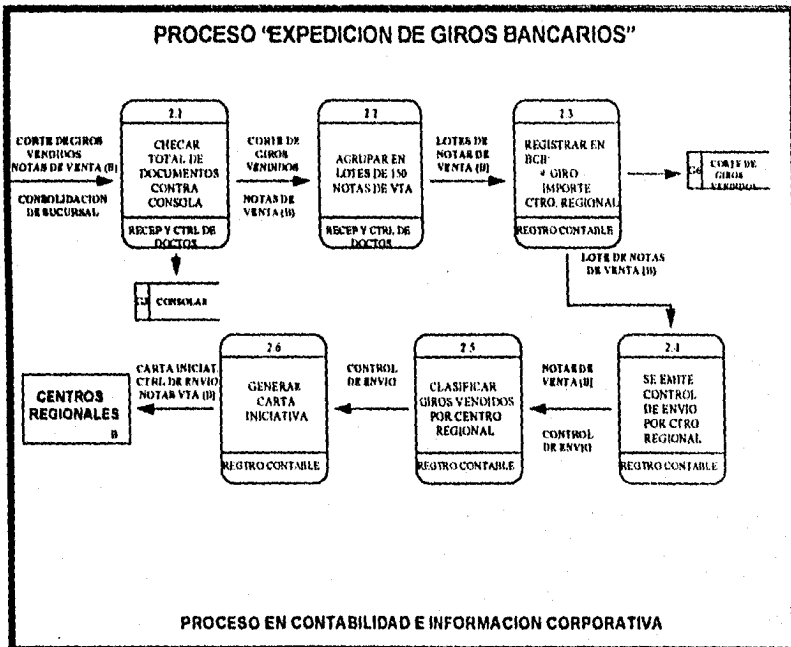 PROCESO "EXPEDICION DE GIROS BANCARIOS"
CORTE DE GIROS
VENDIDOS
NOTAS DE VENTA (B)
CONSOLIDACION
DE SUCURSAL
2.1
CHECAR
TOTAL DE
DOCUMENTOS
CONTRA
CONSOLA
RECEP Y CTRL DE
DOCTOS
CORTE DE
GIROS
VENDIDOS
NOTAS DE
VENTA (B)
2.2
AGRUPAR EN
LOTES DE 150
NOTAS DE VTA
RECEP Y CTRL DE
DOCTOS
LOTES DE
NOTAS DE
VENTA (B)
2.3
REGISTRAR EN
# GIRO
IMPORTE
CTRO. REGIONAL
REGTRO CONTABLE
G6
CORTE DE
GIROS
VENDIDOS
CONSOLAS
LOTE DE NOTAS
DE VENTA (B)
CENTROS
REGIONALES
B
CARTA INICIAT.
CTRL DE ENVIO
NOTAS VTA (B)
2.6
GENERAR
CARTA
INICIATIVA
REGTRO CONTABLE
CONTROL
DE ENVIO
2.5
CLASIFICAR
GIROS VENDIDOS
POR CENTRO
REGIONAL
REGTRO CONTABLE
NOTAS DE
VENTA (B)
CONTROL
DE ENVIO
2.4
SE EMITE
CONTROL
DE ENVIO
POR CTRO
REGIONAL
REGTRO CONTABLE
PROCESO EN CONTABILIDAD E INFORMACION CORPORATIVA